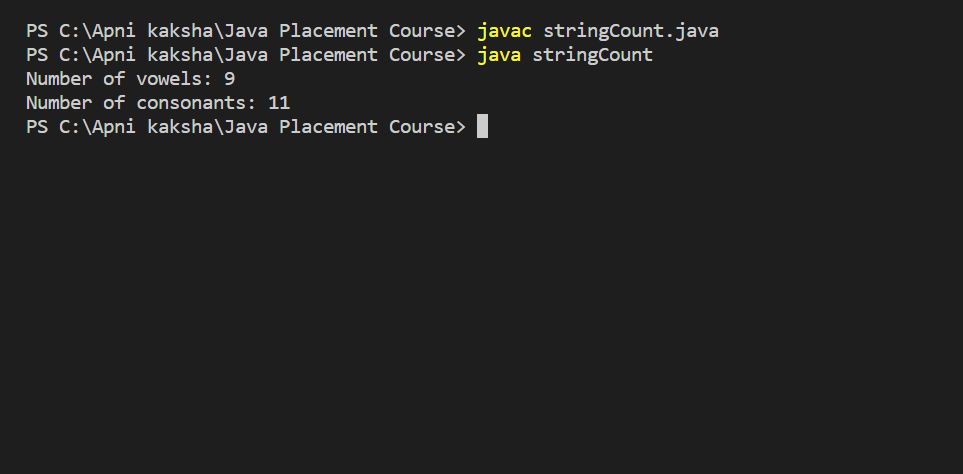 PS C:\Apni kaksha\Java Placement Course> javac stringCount.java
PS C:\Apni kaksha\Java Placement Course> java stringCount
Number of vowels: 9
Number of consonants: 11
PS C:\Apni kaksha\Java Placement Course>